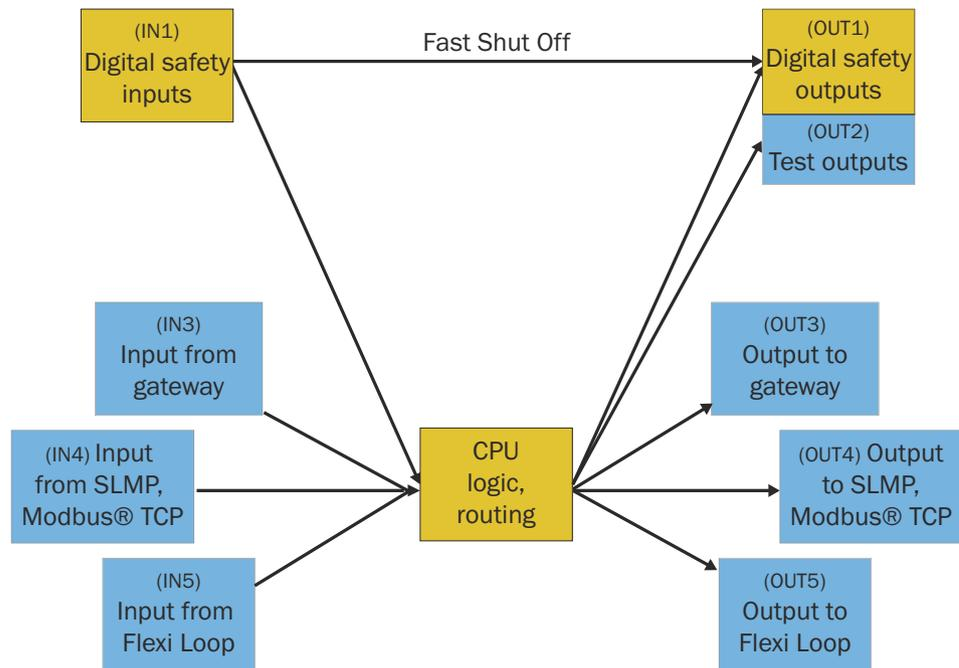 (IN1)
Digital safety
inputs
Fast Shut Off
(OUT1)
Digital safety
outputs
(OUT2)
Test outputs
(IN3)
Input from
gateway
(OUT3)
Output to
gateway
(IN4) Input
from SLMP,
Modbus® TCP
CPU
logic,
routing
(OUT4) Output
to SLMP,
Modbus® TCP
(IN5)
Input from
Flexi Loop
(OUT5)
Output to
Flexi Loop